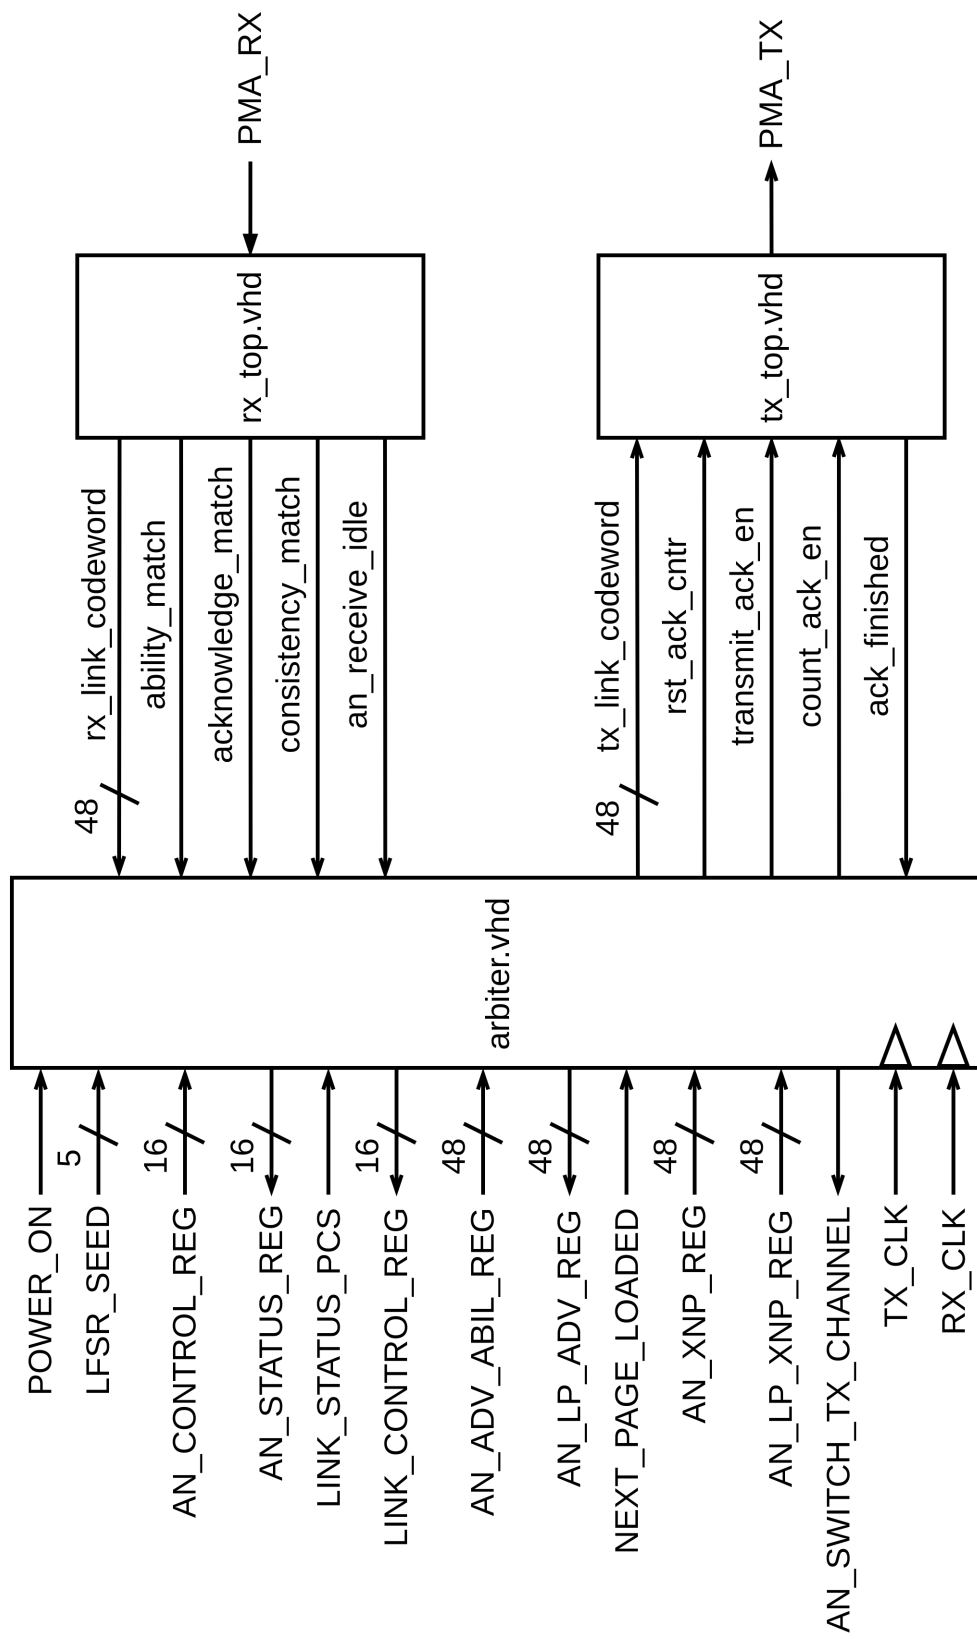 POWER_ON
5
LFSR_SEED
16
AN_CONTROL_REG
16
AN_STATUS_REG
LINK_STATUS_PCS
16
LINK_CONTROL_REG
48
AN_ADV_ABIL_REG
48
AN_LP_ADV_REG
NEXT_PAGE_LOADED
48
AN_XNP_REG
48
AN_LP_XNP_REG
AN_SWITCH_TX_CHANNEL
TX_CLK
RX_CLK
arbiter.vhd
48
rx_link_codeword
ability_match
acknowledge_match
consistency_match
an_receive_idle
48
tx_link_codeword
rst_ack_cntr
transmit_ack_en
count_ack_en
ack_finished
rx_top.vhd
tx_top.vhd
PMA_RX
PMA_TX